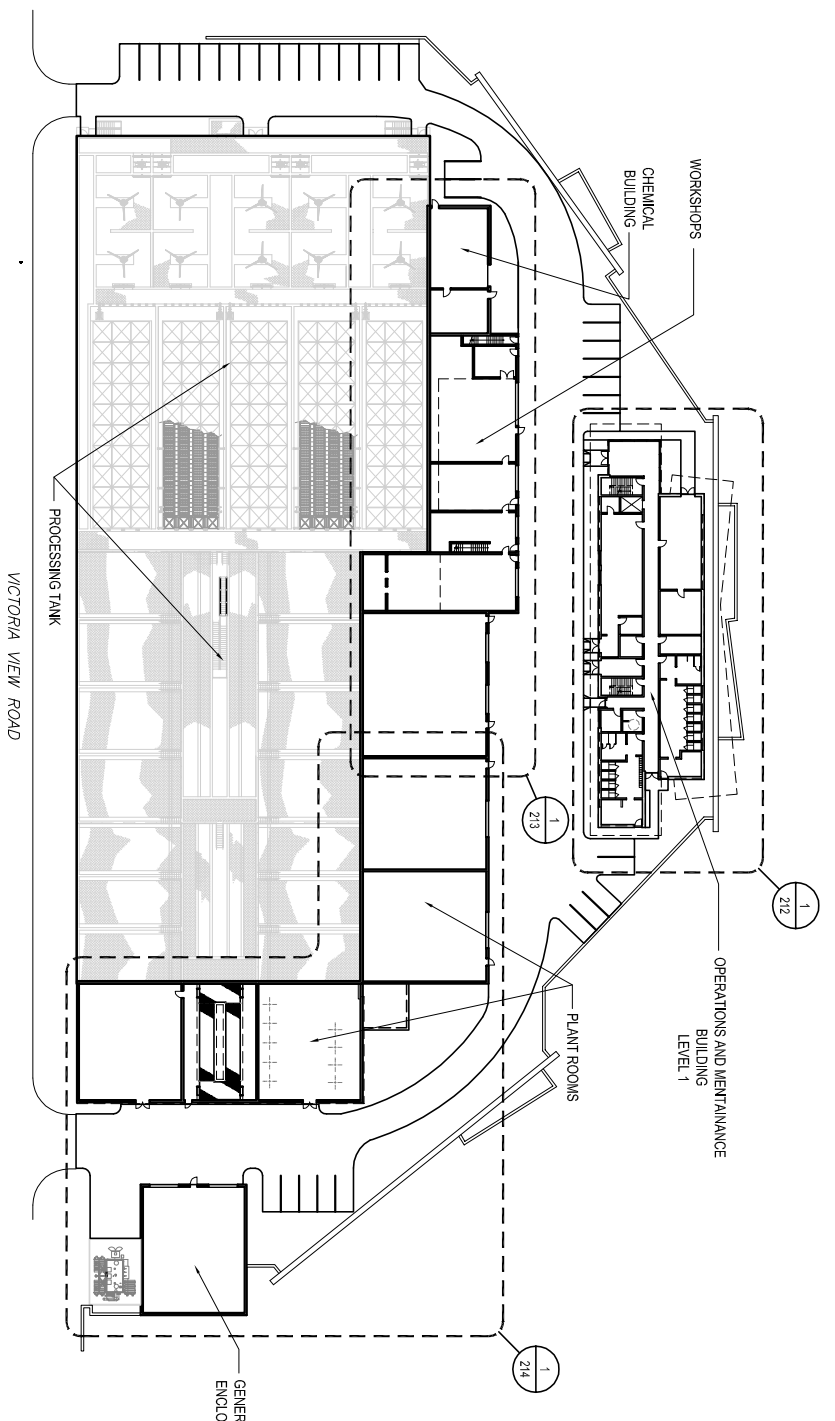 WORKSHOPS
CHEMICAL
BUILDING
1
212
1
213
OPERATIONS AND MENTAINANCE
BUILDING
LEVEL 1
PROCESSING TANK
VICTORIA VIEW ROAD
PLANT ROOMS
1
214
GENER
ENCLO